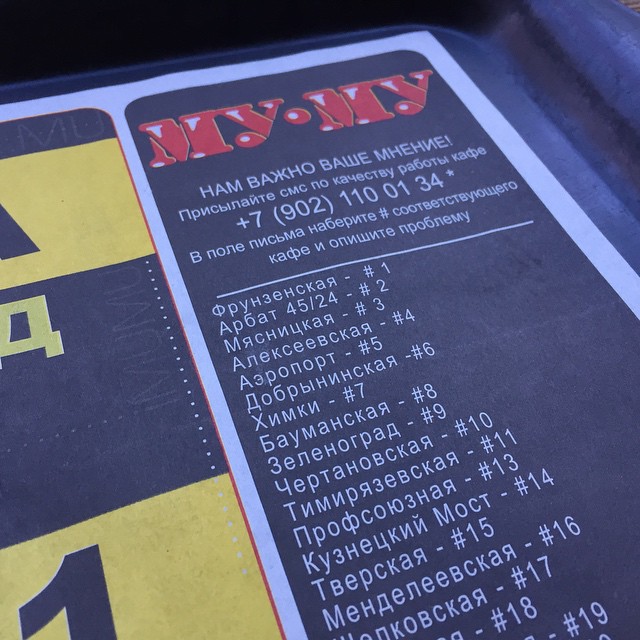 МУ·МУ
НАМ ВАЖНО ВАШЕ МНЕНИЕ!
Присылайте смс по качеству работы кафе
+7 (902) 110 01 34 *
В поле письма наберите # соответствующего
кафе и опишите проблему
Фрунзенская - # 1
Арбат 45/24 - # 2
Мясницкая - # 3
Алексеевская - #4
Аэропорт - #5
Добрынинская -#6
Химки - #7
Бауманская - #8
Зеленоград - #9
Чертановская - #10
Тимирязевская - #11
Профсоюзная - #13
Кузнецкий Мост - #14
Тверская - #15
Менделеевская - #16
Щелковская - #17
- #18
#19
MU
Д
1